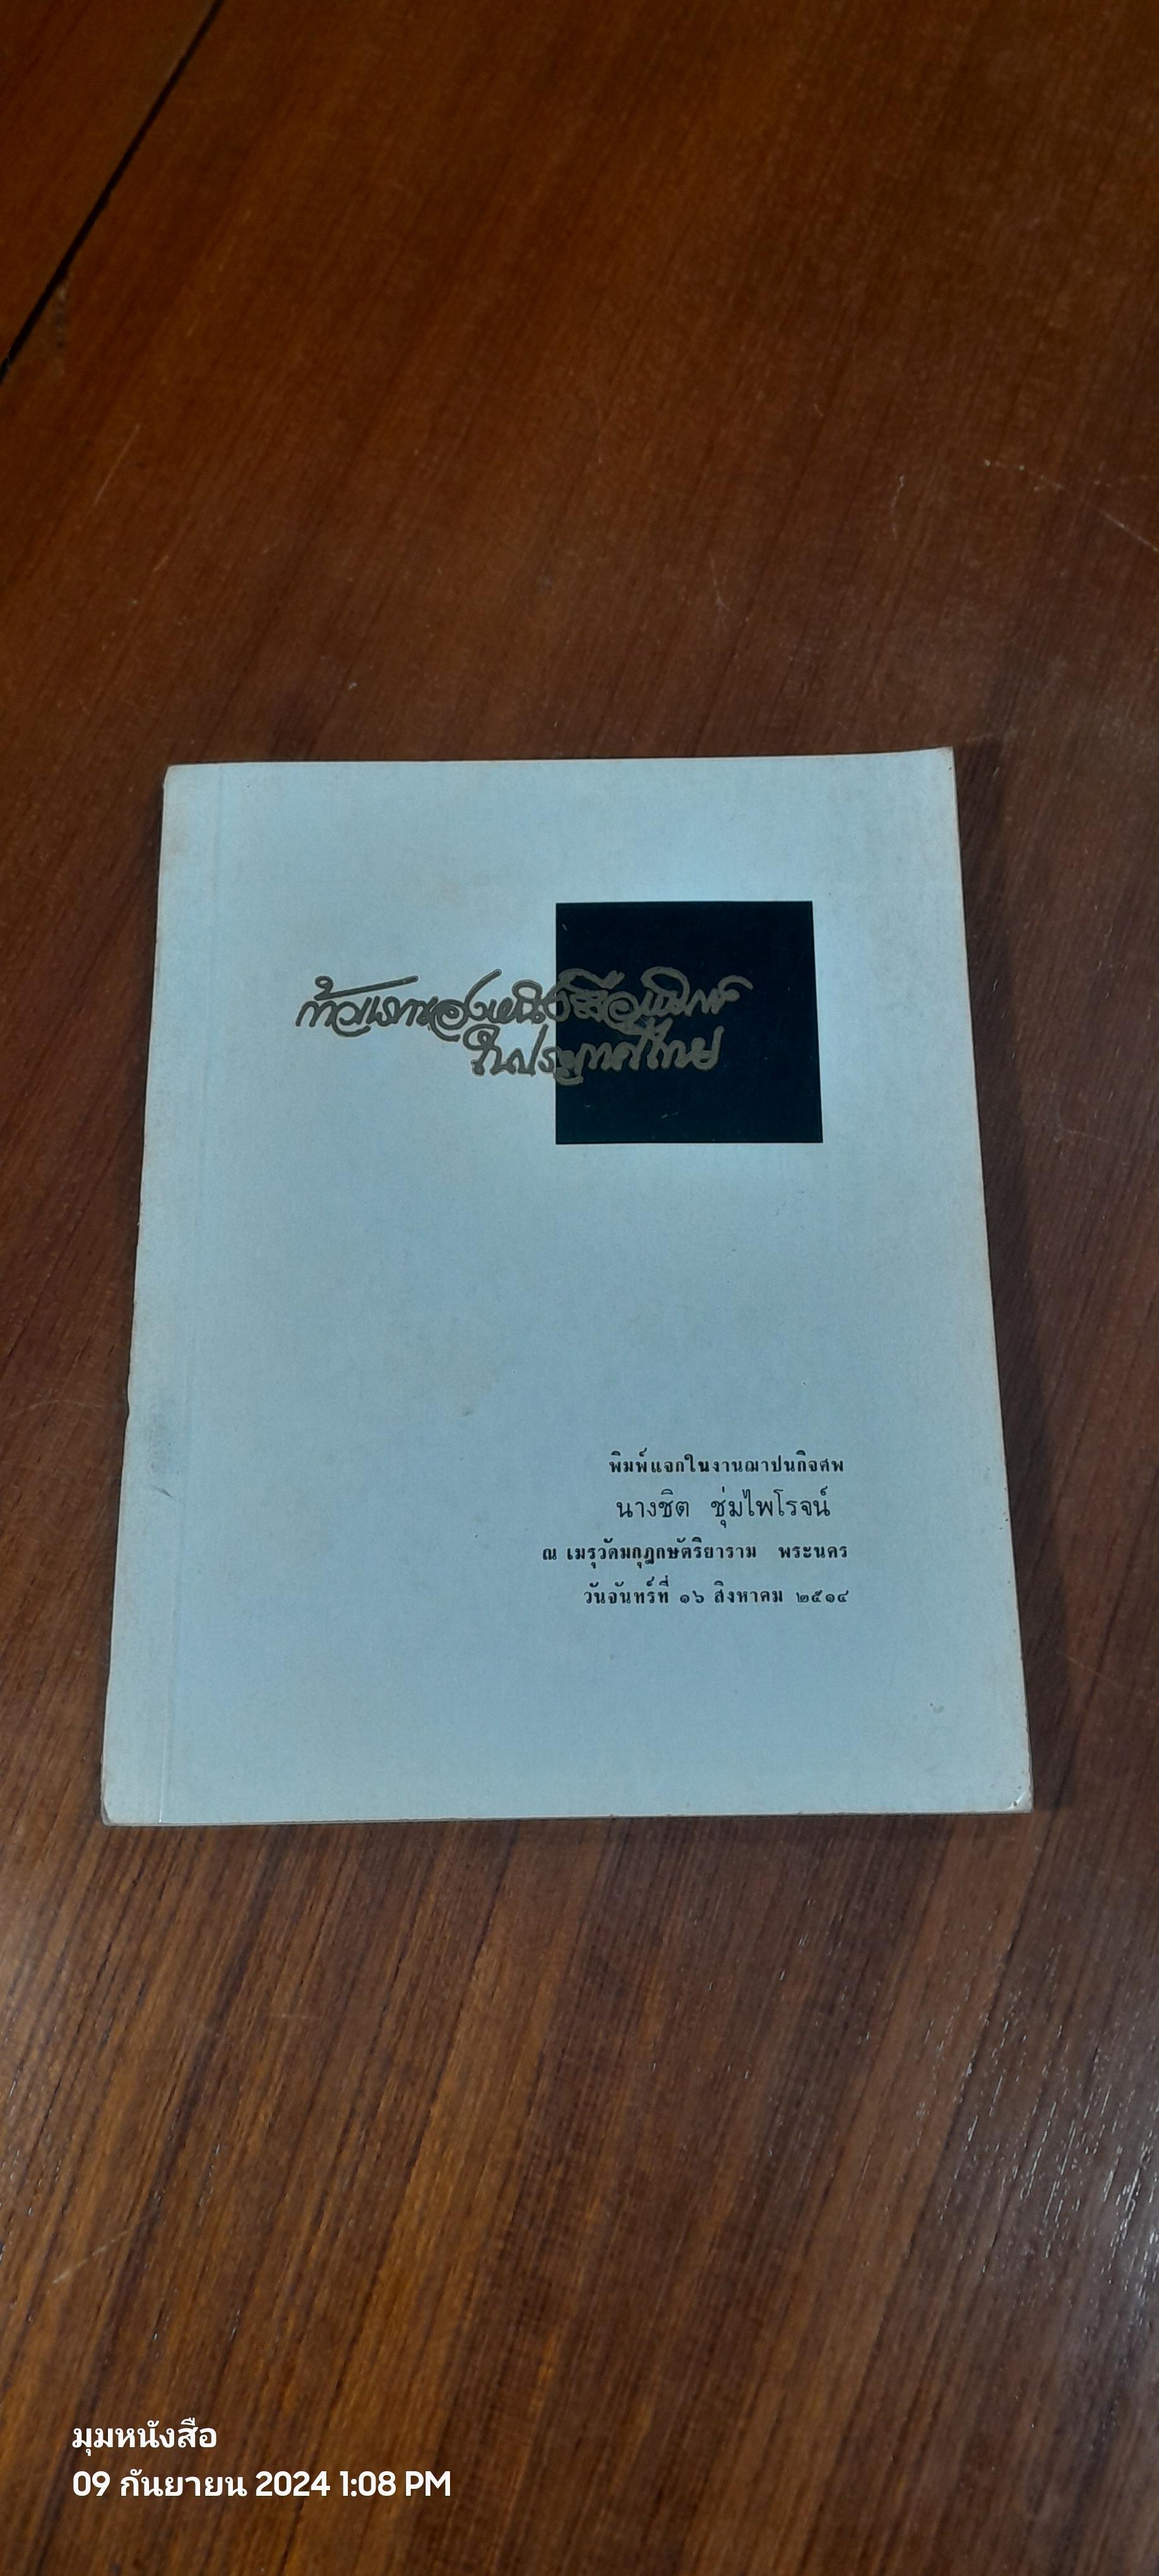 ก้าวแรกของหนังสือพิมพ์
ในประเทศไทย
พิมพ์แจกในงานฌาปนกิจศพ
นางชิต ชุ่มไพโรจน์
ณ เมรุวัดมกุฎกษัตริยาราม พระนคร
วันจันทร์ที่ ๑๖ สิงหาคม ๒๕๑๔
มุมหนังสือ
09 กันยายน 2024 1:08 PM